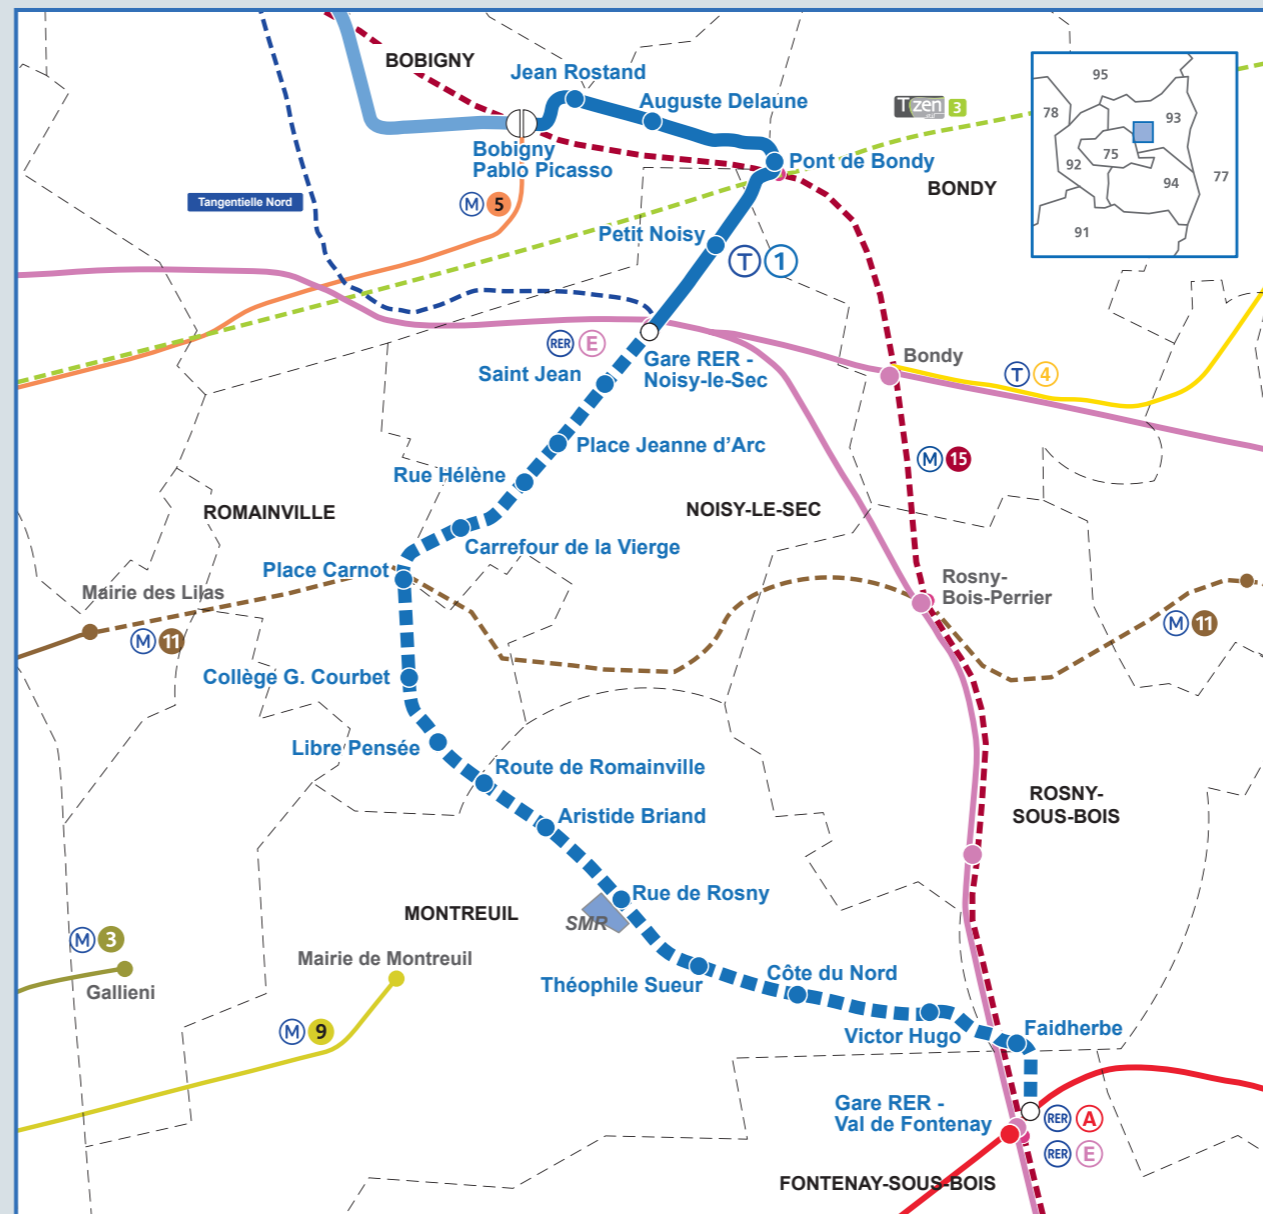 BOBIGNY
Jean Rostand
Auguste Delaune
Tzen 3
95
78
93
75
92
94
77
91
Bobigny
Pablo Picasso
Pont de Bondy
BONDY
Tangentielle Nord
M 5
Petit Noisy
T 1
RER E
Gare RER -
Noisy-le-Sec
Bondy
Saint Jean
T 4
Place Jeanne d'Arc
M 15
Rue Hélène
ROMAINVILLE
NOISY-LE-SEC
Carrefour de la Vierge
Place Carnot
Mairie des Lilas
Rosny-
Bois-Perrier
M 11
M 11
Collège G. Courbet
Libre Pensée
Route de Romainville
ROSNY-
SOUS-BOIS
Aristide Briand
Rue de Rosny
MONTREUIL
SMR
M 3
Gallieni
Mairie de Montreuil
Théophile Sueur
Côte du Nord
M 9
Victor Hugo
Faidherbe
Gare RER -
Val de Fontenay
RER A
RER E
FONTENAY-SOUS-BOIS